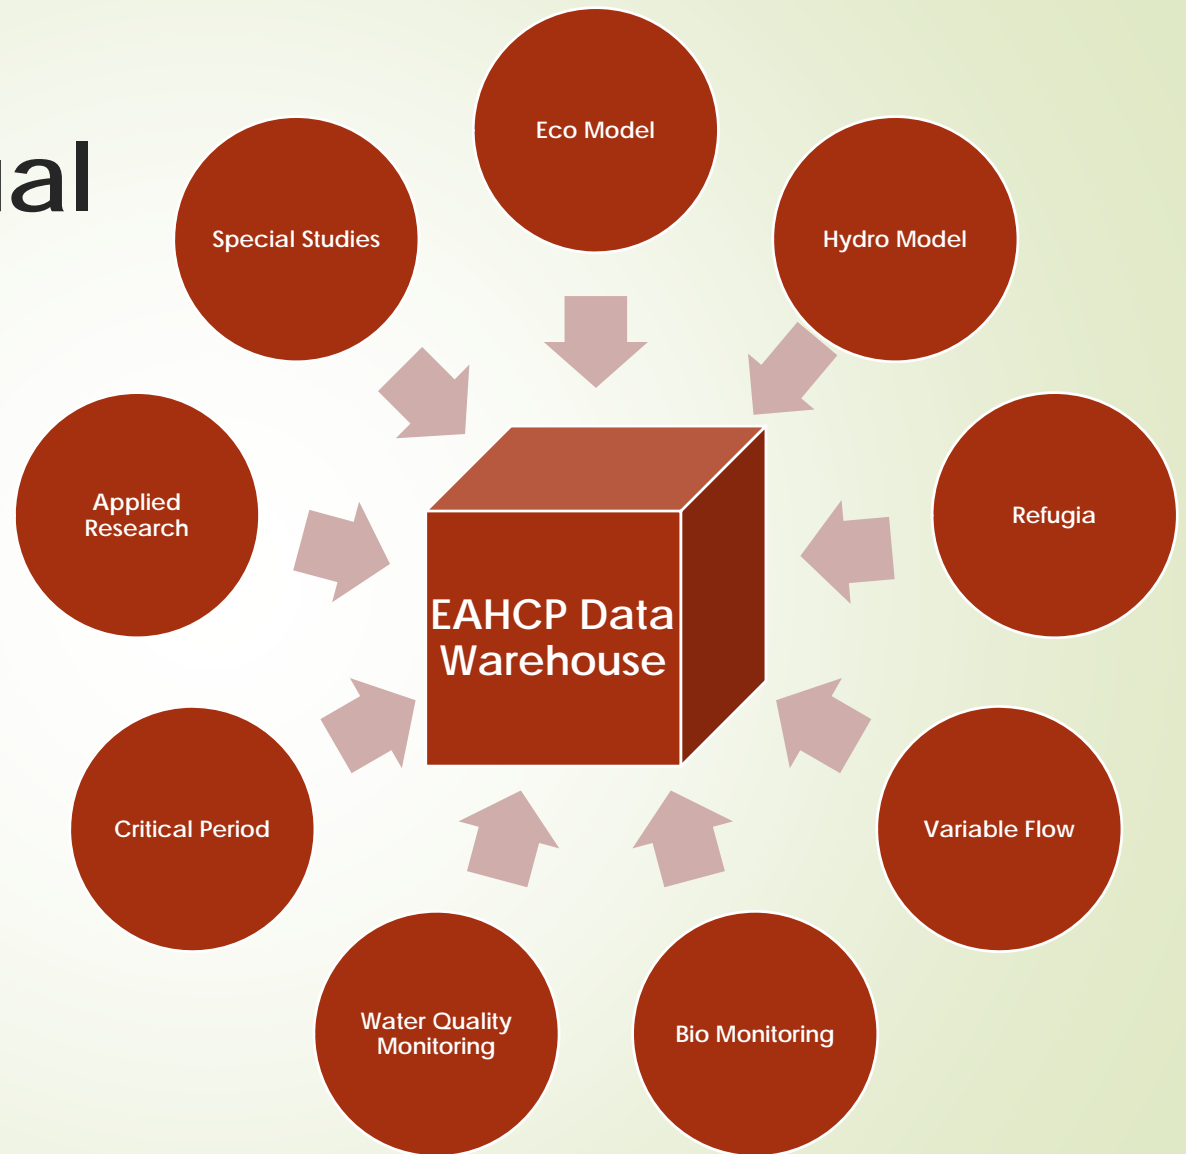 ual
Eco Model
Special Studies
Hydro Model
Applied
Research
Refugia
EAHCP Data
Warehouse
Critical Period
Variable Flow
Water Quality
Monitoring
Bio Monitoring